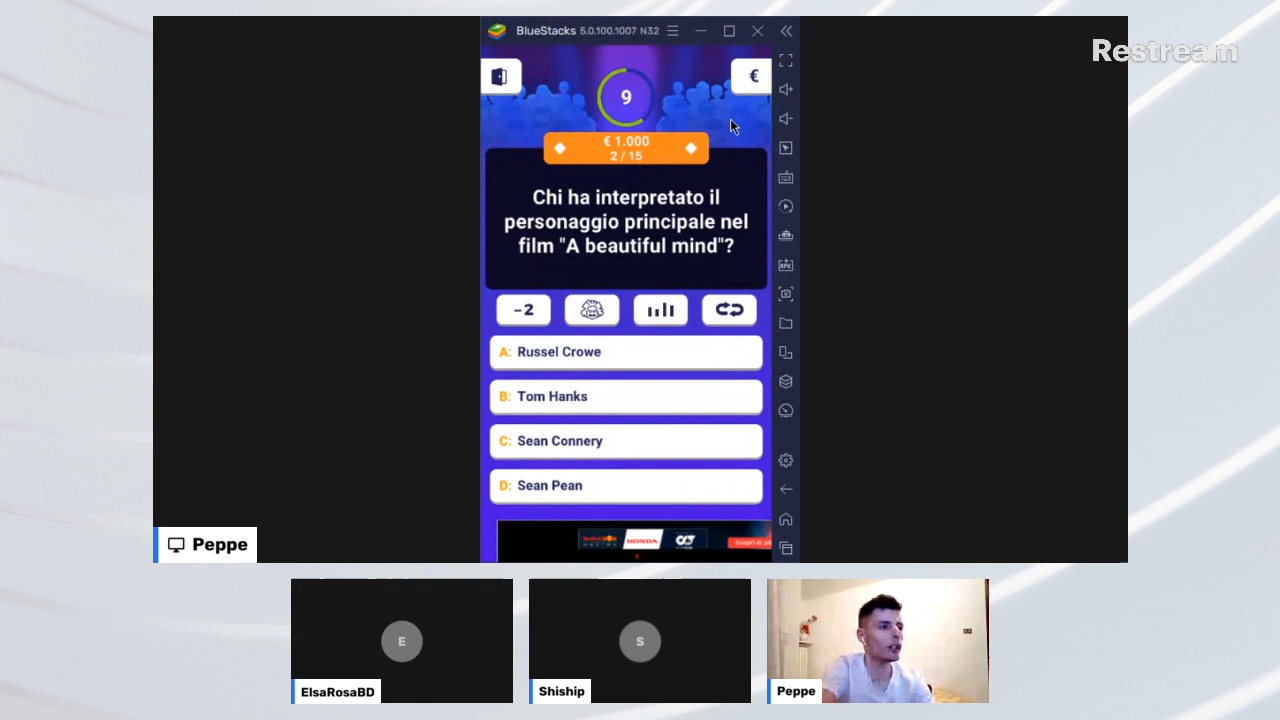 BlueStacks 5.0.100.1007 N32
Restream
€
9
€ 1.000
2 / 15
Chi ha interpretato il
personaggio principale nel
film "A beautiful mind"?
-2
A: Russel Crowe
B: Tom Hanks
C: Sean Connery
D: Sean Pean
HONDA
Peppe
E
S
ElsaRosaBD
Shiship
Peppe